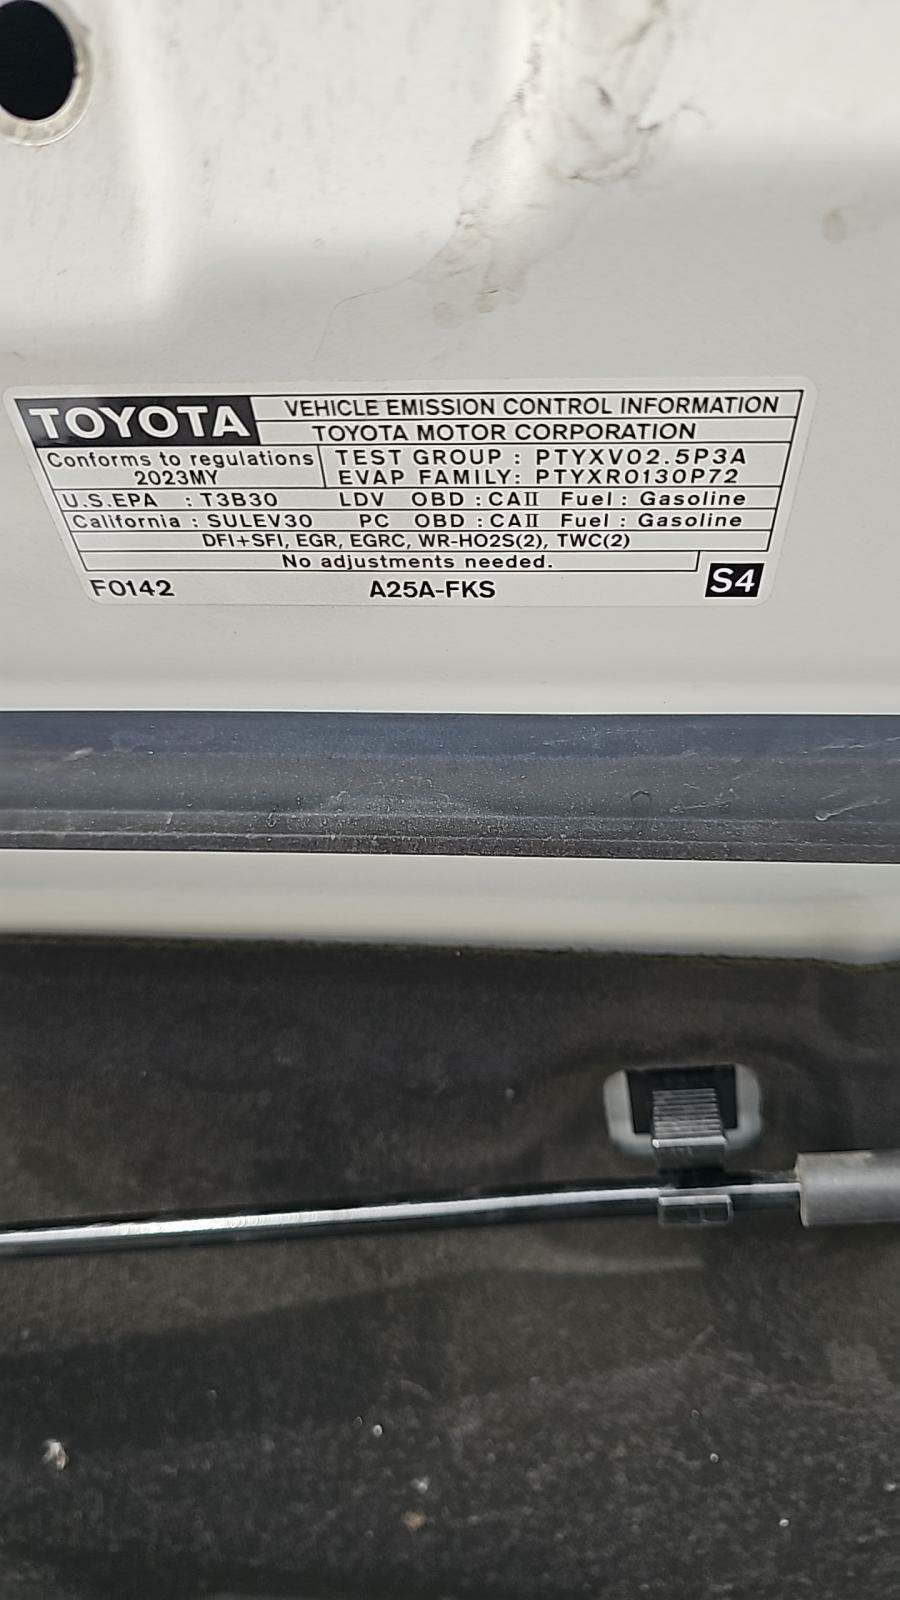 TOYOTA VEHICLE EMISSION CONTROL INFORMATION
TOYOTA MOTOR CORPORATION
Conforms to regulations
2023MY
TEST GROUP : PTYXV02.5P3A
EVAP FAMILY: PTYXR0130P72
U.S.EPA : T3B30 LDV OBD : CAII Fuel : Gasoline
California : SULEV30 PC OBD : CAII Fuel : Gasoline
DFI+SFI, EGR, EGRC, WR-HO2S(2), TWC(2)
No adjustments needed.
F0142 A25A-FKS S4